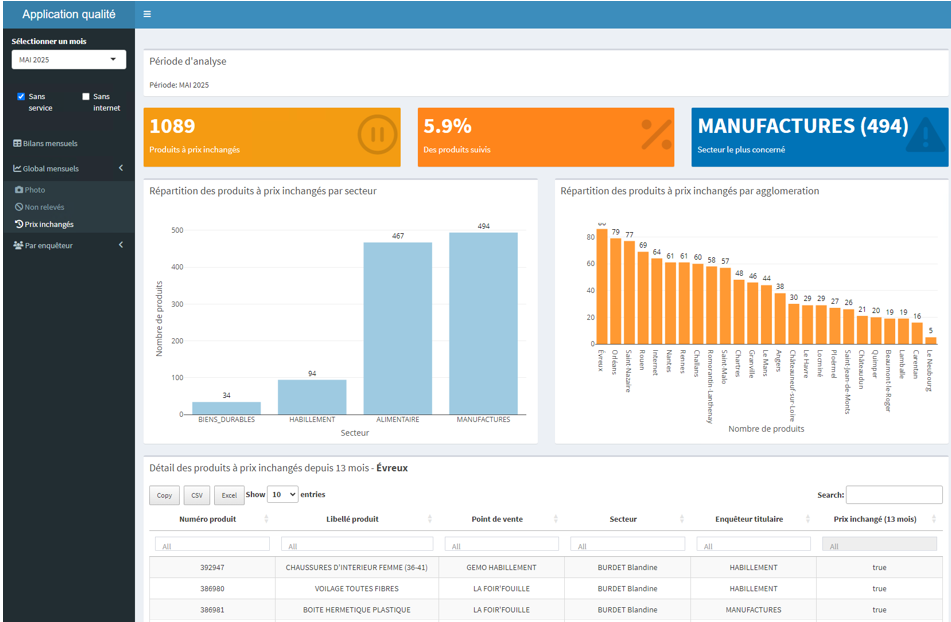 Application qualité
Sélectionner un mois
MAI 2025
Sans service
Sans internet
Bilans mensuels
Global mensuels
Photo
Non relevés
Prix inchangés
Par enquêteur
Période d'analyse
Période: MAI 2025
1089
Produits à prix inchangés
5.9%
Des produits suivis
MANUFACTURES (494)
Secteur le plus concerné
Répartition des produits à prix inchangés par secteur
Nombre de produits
500
400
300
200
100
0
34
94
467
494
BIENS_DURABLES
HABILLEMENT
ALIMENTAIRE
MANUFACTURES
Secteur
Répartition des produits à prix inchangés par agglomeration
80
60
40
20
0
79
77
69
64
61
61
60
58
57
48
46
44
38
30
29
29
27
26
21
20
19
19
16
5
Évreux
Orléans
Saint-Nazaire
Rouen
Internet
Nantes
Rennes
Challans
Romorantin-Lanthenay
Saint-Malo
Chartres
Granville
Le Mans
Angers
Châteauneuf-sur-Loire
Le Havre
Locminé
Ploërmel
Saint-Jean-de-Monts
Châteaudun
Quimper
Beaumont-le-Roger
Lamballe
Carentan
Le Neubourg
Nombre de produits
Détail des produits à prix inchangés depuis 13 mois - Évreux
Copy CSV Excel Show 10 entries
Search:
Numéro produit Libellé produit Point de vente Secteur Enquêteur titulaire Prix inchangé (13 mois)
All All All All All All
392947 CHAUSSURES D'INTERIEUR FEMME (36-41) GEMO HABILLEMENT BURDET Blandine HABILLEMENT true
386980 VOILAGE TOUTES FIBRES LA FOIR'FOUILLE BURDET Blandine HABILLEMENT true
386981 BOITE HERMETIQUE PLASTIQUE LA FOIR'FOUILLE BURDET Blandine MANUFACTURES true